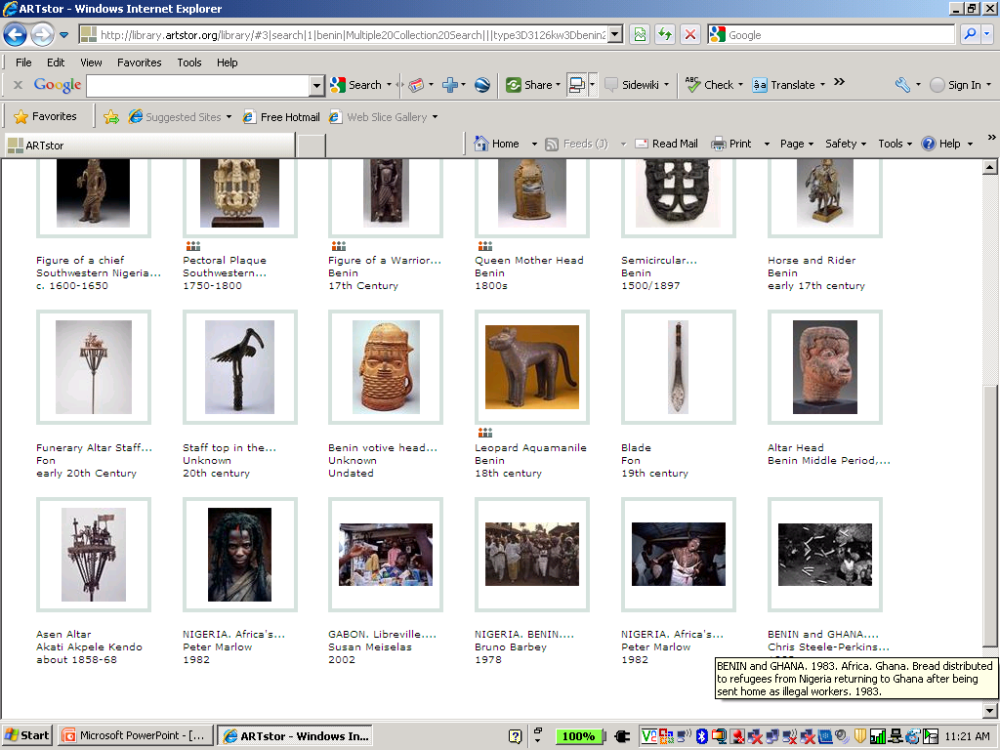 ARTstor - Windows Internet Explorer
http://library.artstor.org/library/#3|search|1|benin|Multiple20Collection20Search|||type3D3126kw3Dbenin2
Google
File Edit View Favorites Tools Help
x Google Search Share Sidewiki ABC Check Translate >> Sign In
Favorites Suggested Sites Free Hotmail Web Slice Gallery
ARTstor Home Feeds (J) Read Mail Print Page Safety Tools Help >>
Figure of a chief
Southwestern Nigeria...
c. 1600-1650
Pectoral Plaque
Southwestern...
1750-1800
Figure of a Warrior...
Benin
17th Century
Queen Mother Head
Benin
1800s
Semicircular...
Benin
1500/1897
Horse and Rider
Benin
early 17th century
Funerary Altar Staff...
Fon
early 20th Century
Staff top in the...
Unknown
20th century
Benin votive head...
Unknown
Undated
Leopard Aquamanile
Benin
18th century
Blade
Fon
19th century
Altar Head
Benin Middle Period,...
Asen Altar
Akati Akpele Kendo
about 1858-68
NIGERIA. Africa's...
Peter Marlow
1982
GABON. Libreville....
Susan Meiselas
2002
NIGERIA. BENIN....
Bruno Barbey
1978
NIGERIA. Africa's...
Peter Marlow
1982
BENIN and GHANA....
Chris Steele-Perkins...
BENIN and GHANA. 1983. Africa. Ghana. Bread distributed
to refugees from Nigeria returning to Ghana after being
sent home as illegal workers. 1983.
Start Microsoft PowerPoint - [... ARTstor - Windows In... 100% 11:21 AM